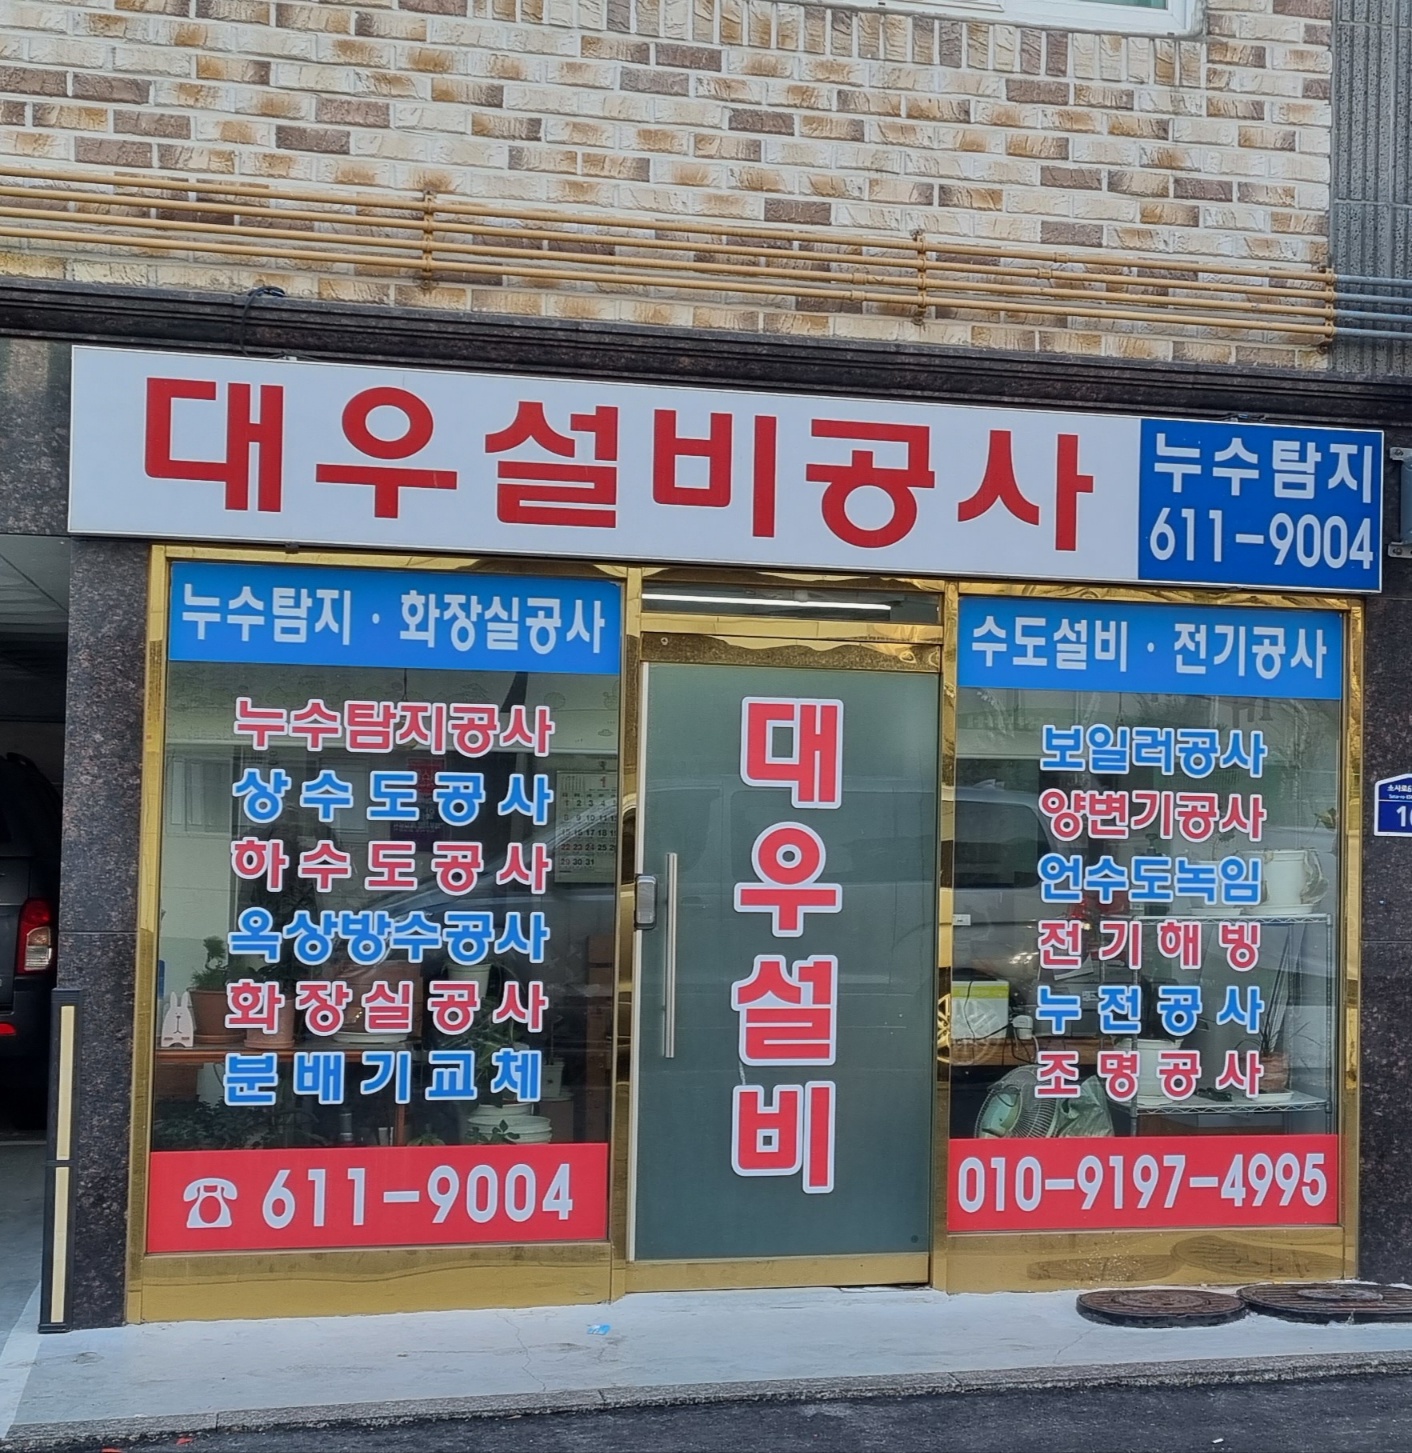 대우설비공사
누수탐지
611-9004
누수탐지 · 화장실공사
누수탐지공사
상수도공사
하수도공사
옥상방수공사
화장실공사
분배기교체
☎ 611-9004
대
우
설
비
수도설비 · 전기공사
보일러공사
양변기공사
언수도녹임
전기해빙
누전공사
조명공사
010-9197-4995